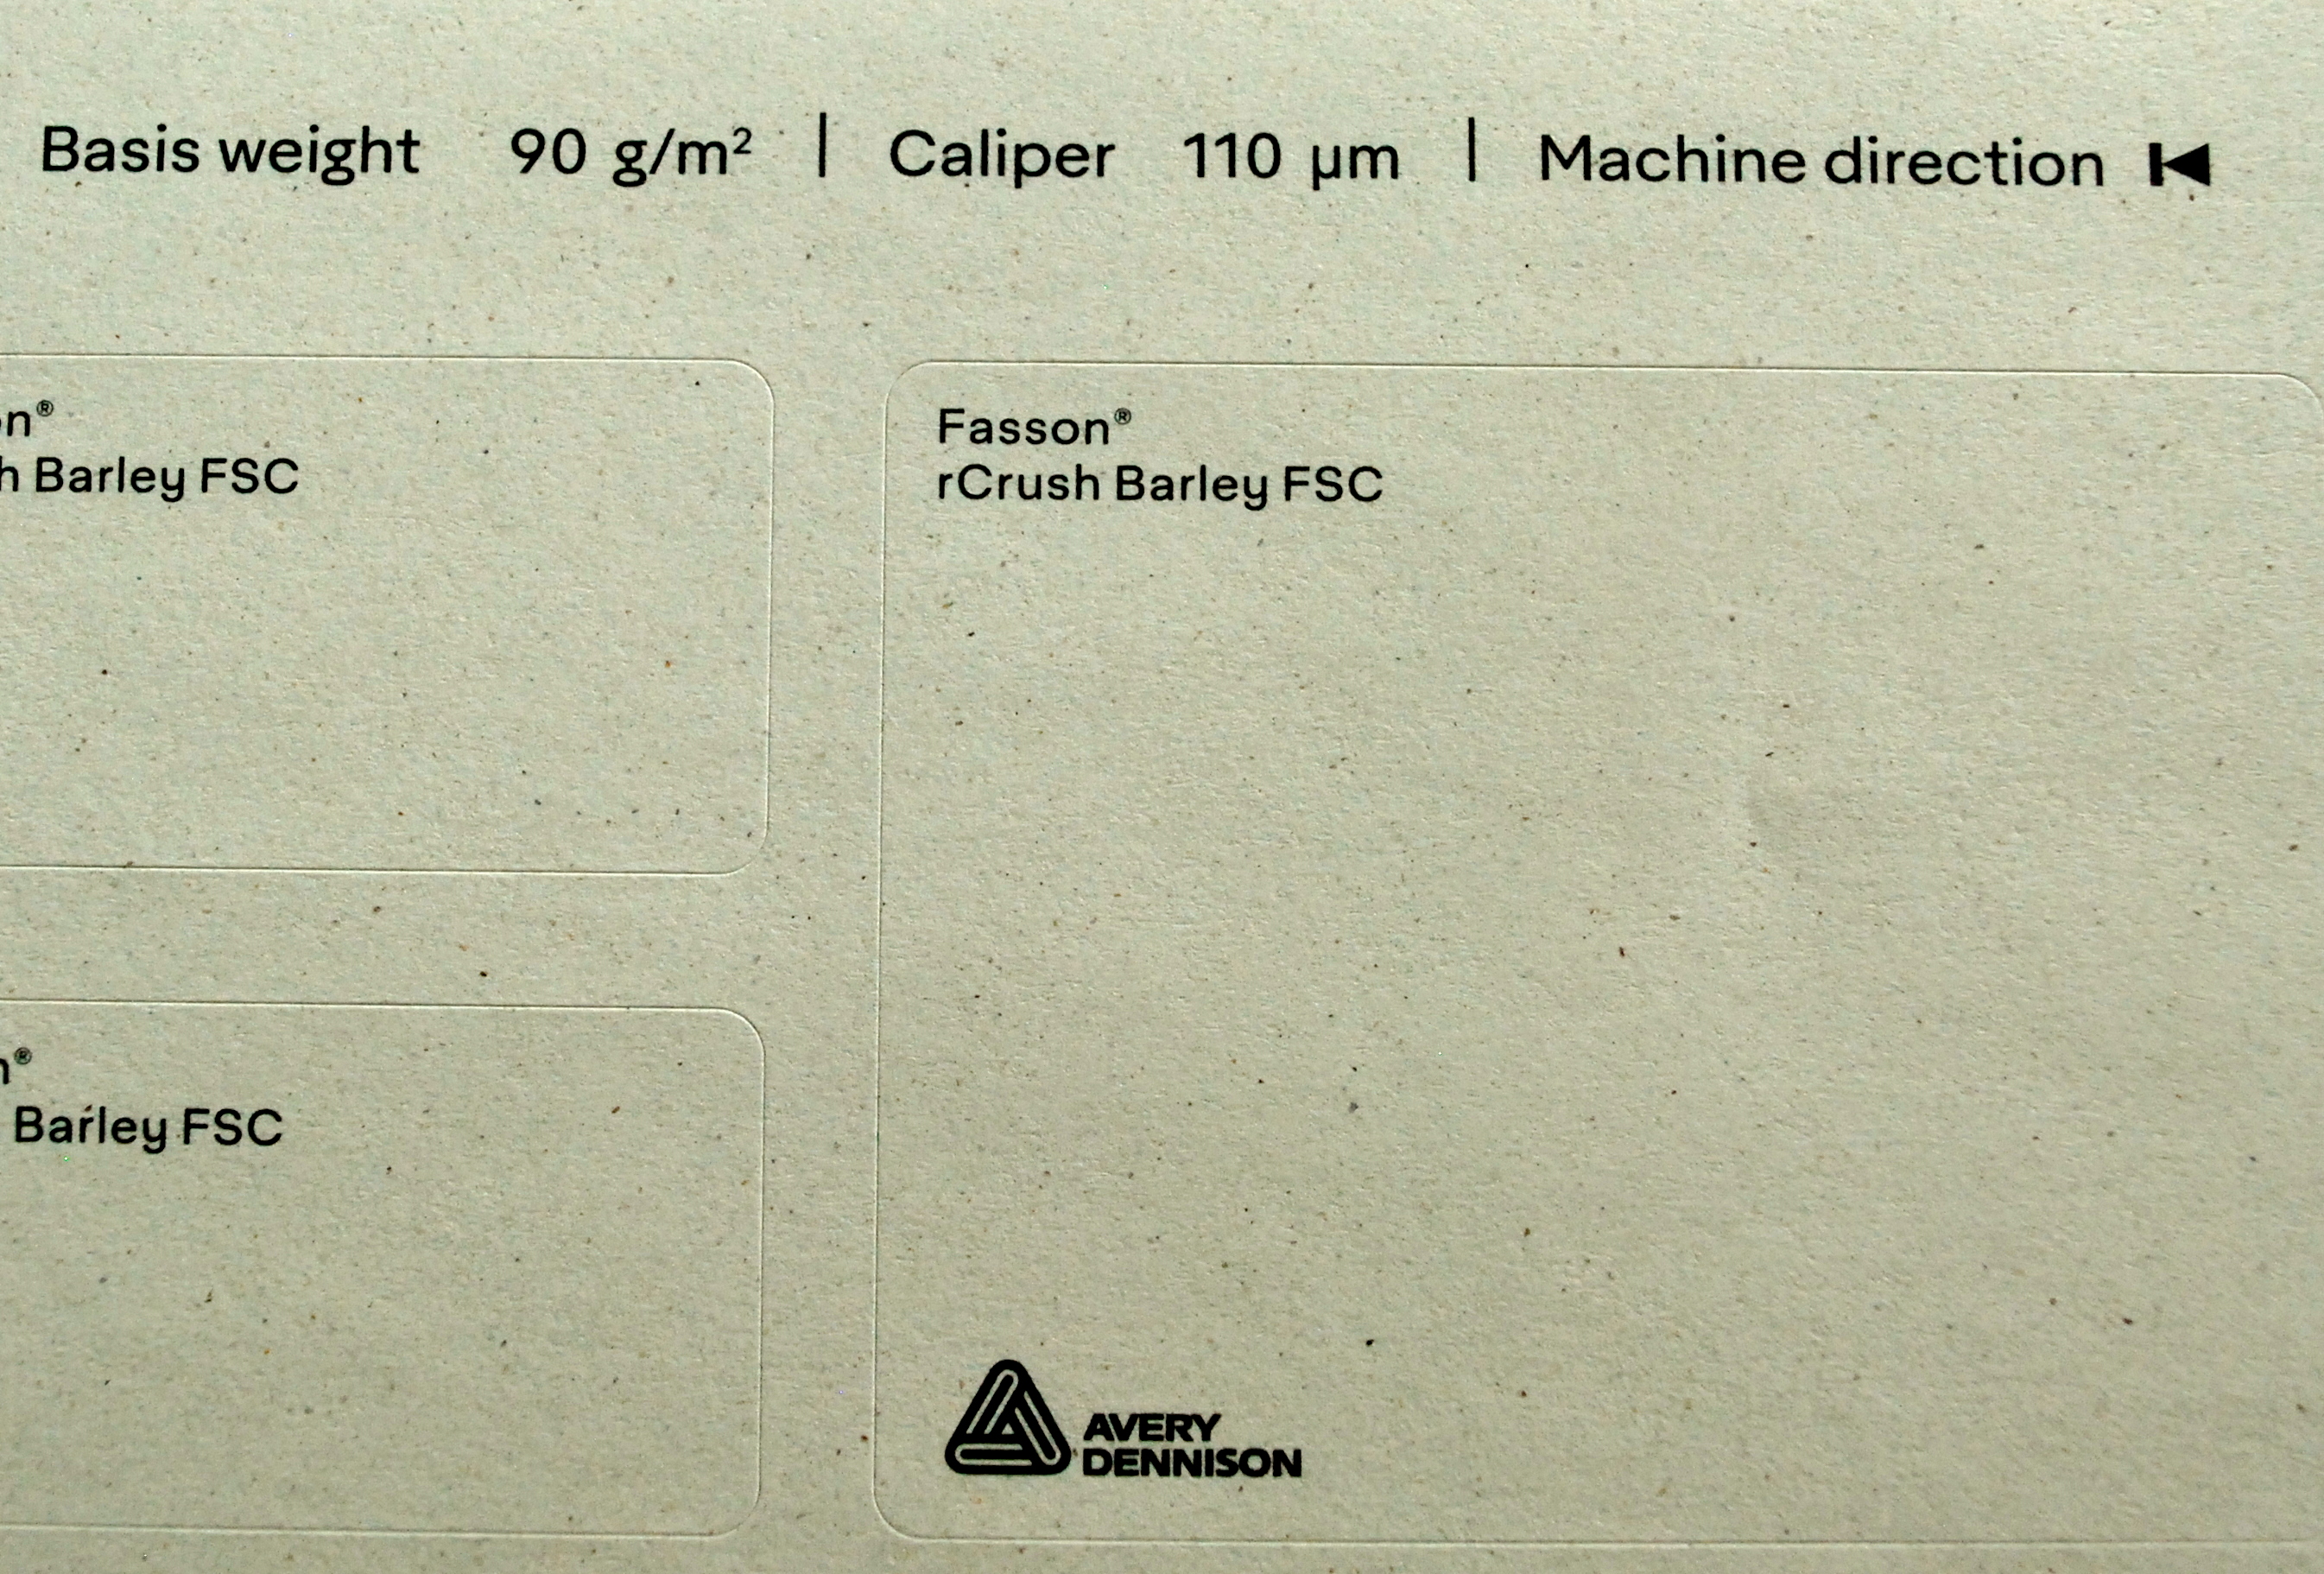 Basis weight 90 g/m² | Caliper 110 µm | Machine direction
n®
h Barley FSC
Fasson®
rCrush Barley FSC
n®
Barley FSC
AVERY
DENNISON